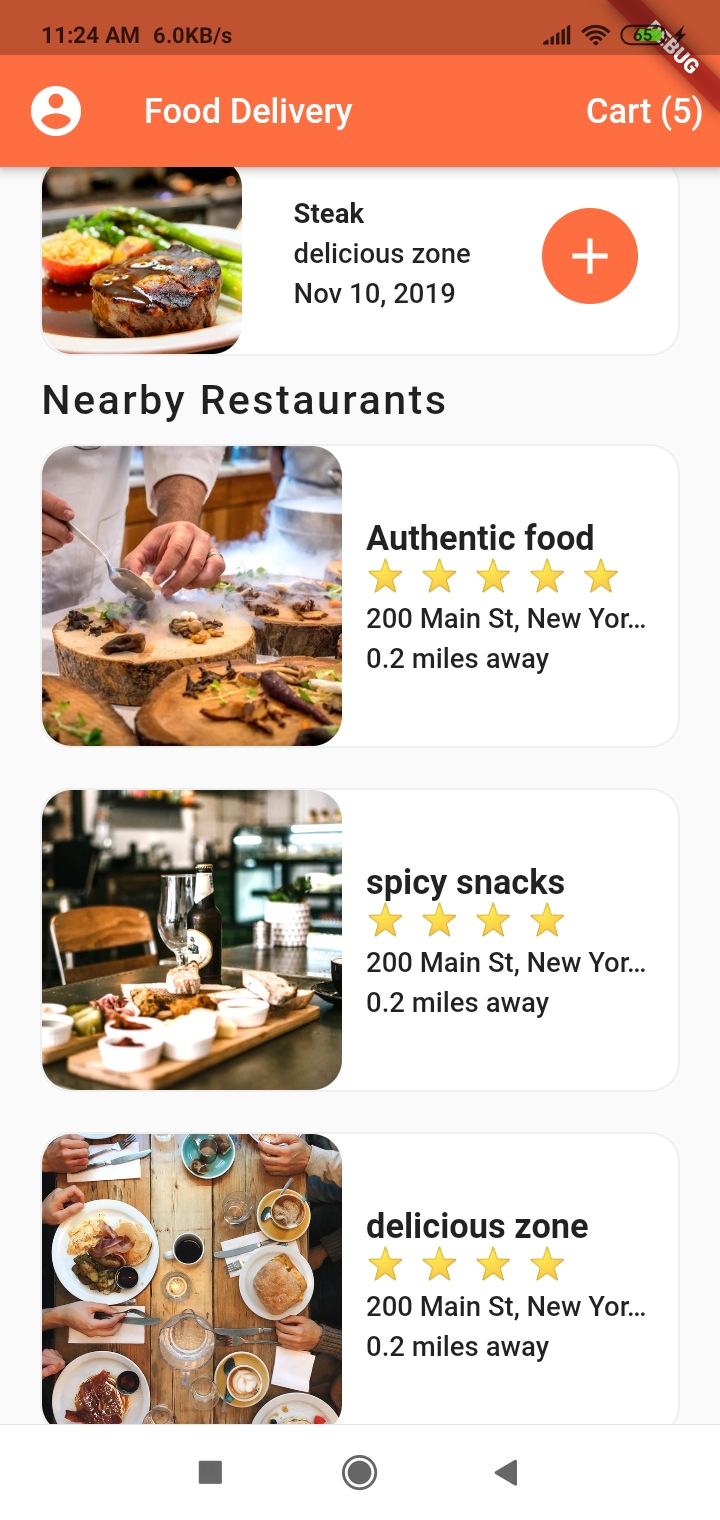 11:24 AM 6.0KB/s
65
DEBUG
Food Delivery
Cart (5)
Steak
delicious zone
Nov 10, 2019
Nearby Restaurants
Authentic food
200 Main St, New Yor...
0.2 miles away
spicy snacks
200 Main St, New Yor...
0.2 miles away
delicious zone
200 Main St, New Yor...
0.2 miles away